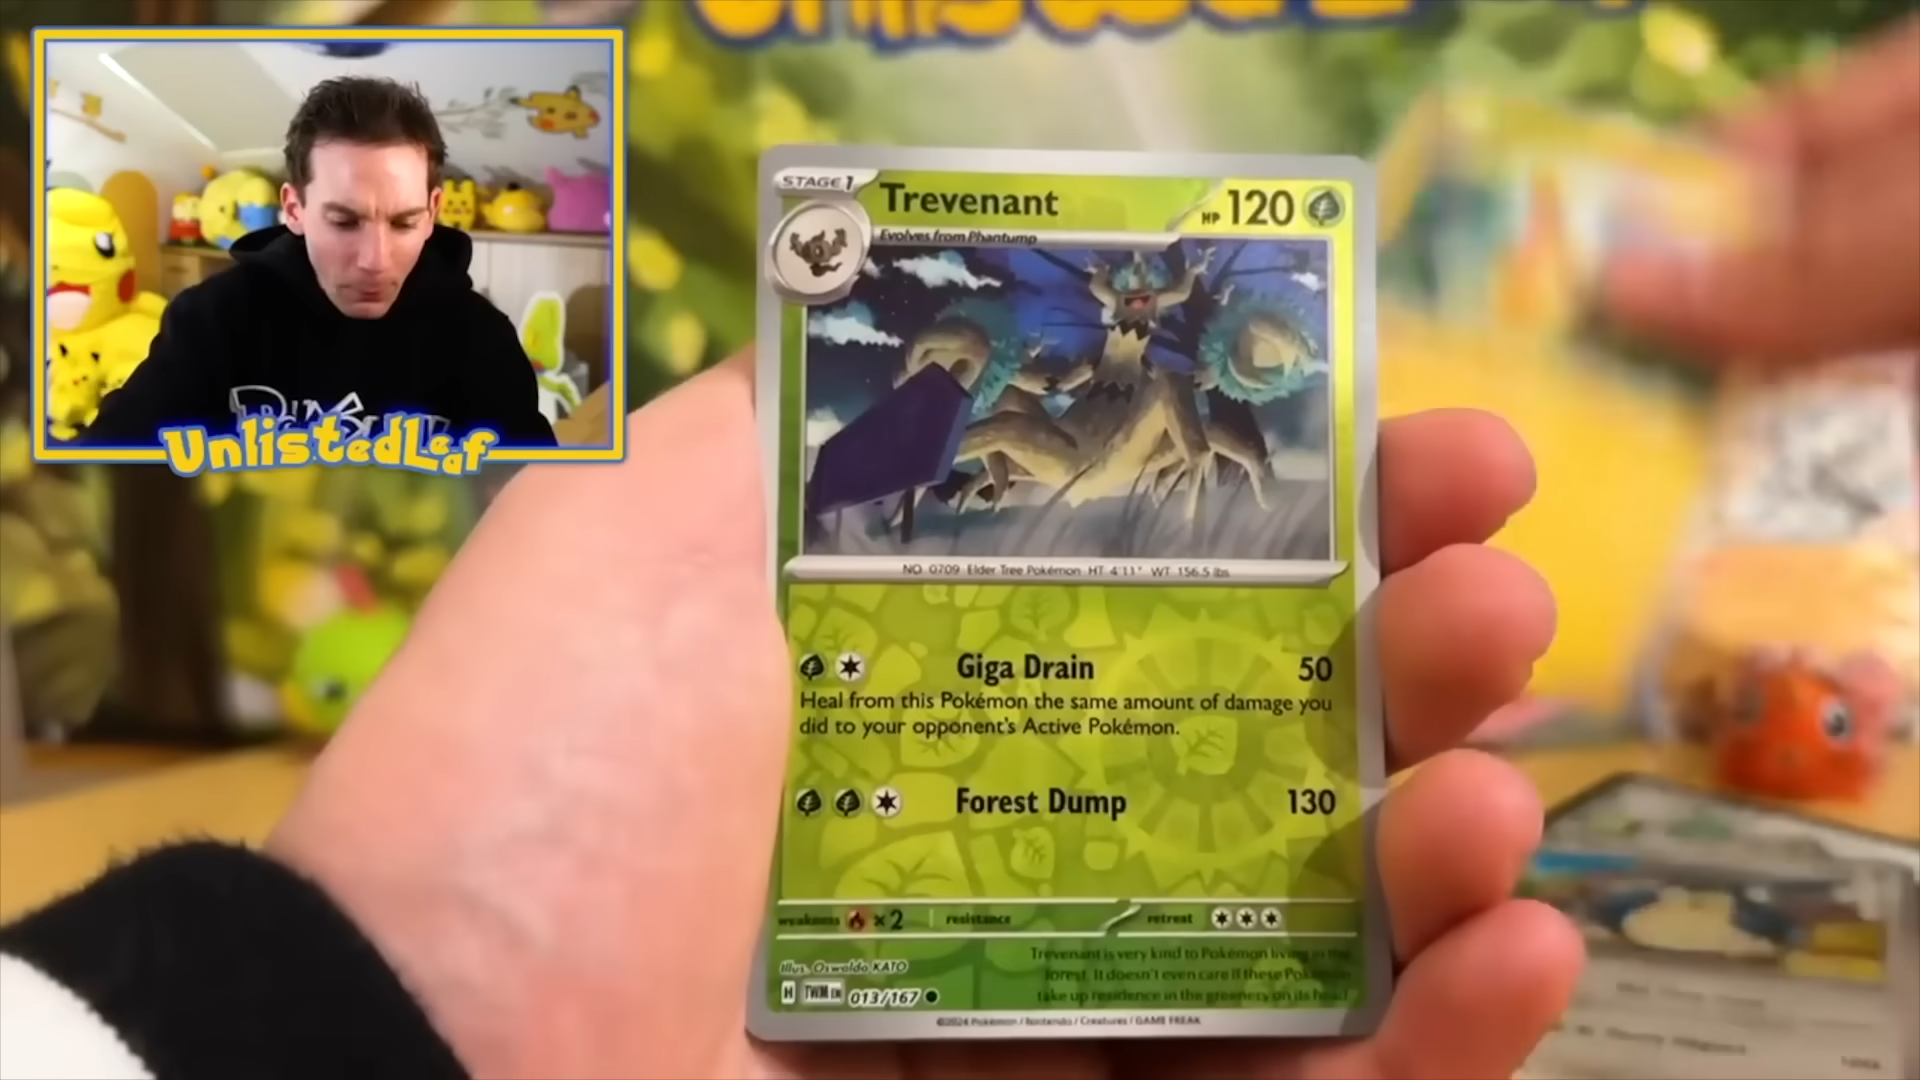 UnlistedLeaf
STAGE 1
Trevenant
HP 120
Evolves from Phantump
NO. 0709 Elder Tree Pokémon HT 4'11" WT 156.5 lbs.
Giga Drain 50
Heal from this Pokémon the same amount of damage you
did to your opponent's Active Pokémon.
Forest Dump 130
weakness ×2 resistance retreat
Illus. Oswaldo KATO
Trevenant is very kind to Pokémon living in the
forest. It doesn't even care if these Pokémon
take up residence in the greenery on its head.
H TWM EN 013/167
©2024 Pokémon / Nintendo / Creatures / GAME FREAK